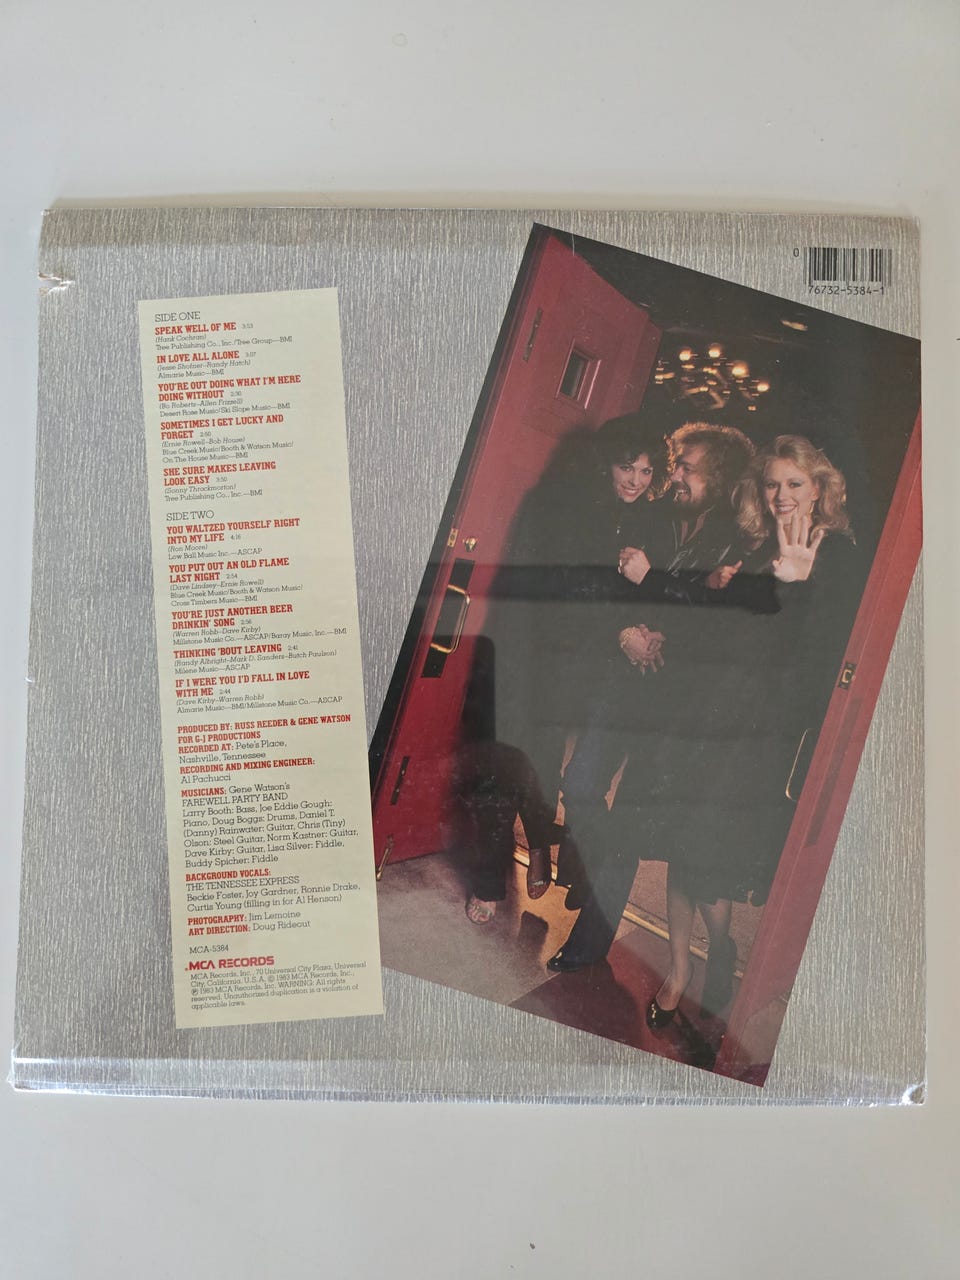 0
76732-5384-1
SIDE ONE
SPEAK WELL OF ME 3:53
(Hank Cochran)
Tree Publishing Co., Inc./Tree Group—BMI
IN LOVE ALL ALONE 3:07
(Jesse Shofner—Randy Hatch)
Almarie Music—BMI
YOU'RE OUT DOING WHAT I'M HERE
DOING WITHOUT 2:30
(Bo Roberts—Allen Frizzell)
Desert Rose Music/Ski Slope Music—BMI
SOMETIMES I GET LUCKY AND
FORGET 2:50
(Ernie Rowell—Bob House)
Blue Creek Music/Booth & Watson Music/
On The House Music—BMI
SHE SURE MAKES LEAVING
LOOK EASY 3:50
(Sonny Throckmorton)
Tree Publishing Co., Inc.—BMI
SIDE TWO
YOU WALTZED YOURSELF RIGHT
INTO MY LIFE 4:16
(Ron Moore)
Low Ball Music Inc.—ASCAP
YOU PUT OUT AN OLD FLAME
LAST NIGHT 2:54
(Dave Lindsey—Ernie Rowell)
Blue Creek Music/Booth & Watson Music/
Cross Timbers Music—BMI
YOU'RE JUST ANOTHER BEER
DRINKIN' SONG 2:56
(Warren Robb—Dave Kirby)
Millstone Music Co.—ASCAP/Baray Music, Inc.—BMI
THINKING 'BOUT LEAVING 2:41
(Randy Albright—Mark D. Sanders—Butch Paulson)
Milene Music—ASCAP
IF I WERE YOU I'D FALL IN LOVE
WITH ME 2:44
(Dave Kirby—Warren Robb)
Almarie Music—BMI/Millstone Music Co.—ASCAP
PRODUCED BY: RUSS REEDER & GENE WATSON
FOR G-J PRODUCTIONS
RECORDED AT: Pete's Place,
Nashville, Tennessee
RECORDING AND MIXING ENGINEER:
Al Pachucci
MUSICIANS: Gene Watson's
FAREWELL PARTY BAND
Larry Booth: Bass, Joe Eddie Gough:
Piano, Doug Boggs: Drums, Daniel T.
(Danny) Rainwater: Guitar, Chris (Tiny)
Olson: Steel Guitar, Norm Kastner: Guitar,
Dave Kirby: Guitar, Lisa Silver: Fiddle,
Buddy Spicher: Fiddle
BACKGROUND VOCALS:
THE TENNESSEE EXPRESS
Beckie Foster, Joy Gardner, Ronnie Drake,
Curtis Young (filling in for Al Henson)
PHOTOGRAPHY: Jim Lemoine
ART DIRECTION: Doug Rideout
MCA-5384
MCA RECORDS
MCA Records, Inc., 70 Universal City Plaza, Universal
City, California. U.S.A. © 1983 MCA Records, Inc.,
℗ 1983 MCA Records, Inc. WARNING: All rights
reserved. Unauthorized duplication is a violation of
applicable laws.